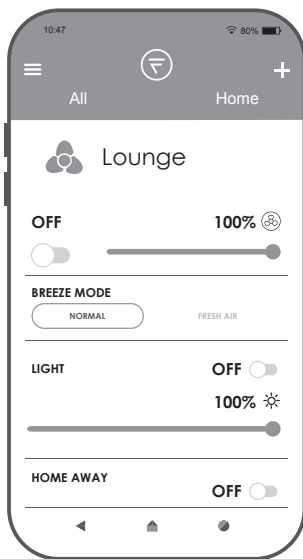 10:47 80%
All Home
Lounge
OFF 100%
BREEZE MODE
NORMAL FRESH AIR
LIGHT OFF
100%
HOME AWAY
OFF